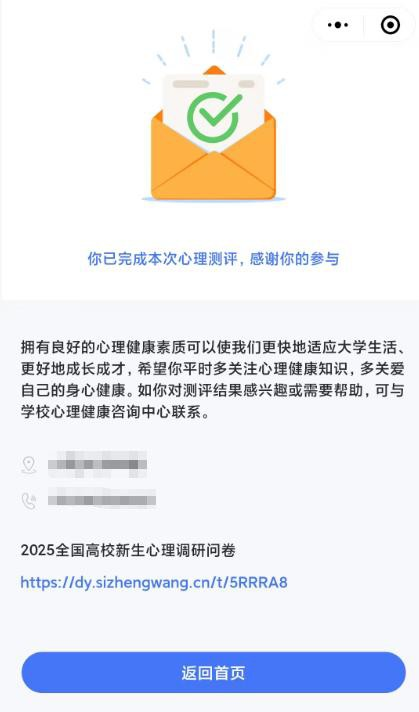 你已完成本次心理测评，感谢你的参与
拥有良好的心理健康素质可以使我们更快地适应大学生活、
更好地成长成才，希望你平时多关注心理健康知识，多关爱
自己的身心健康。如你对测评结果感兴趣或需要帮助，可与
学校心理健康咨询中心联系。
2025全国高校新生心理调研问卷
https://dy.sizhengwang.cn/t/5RRRA8
返回首页